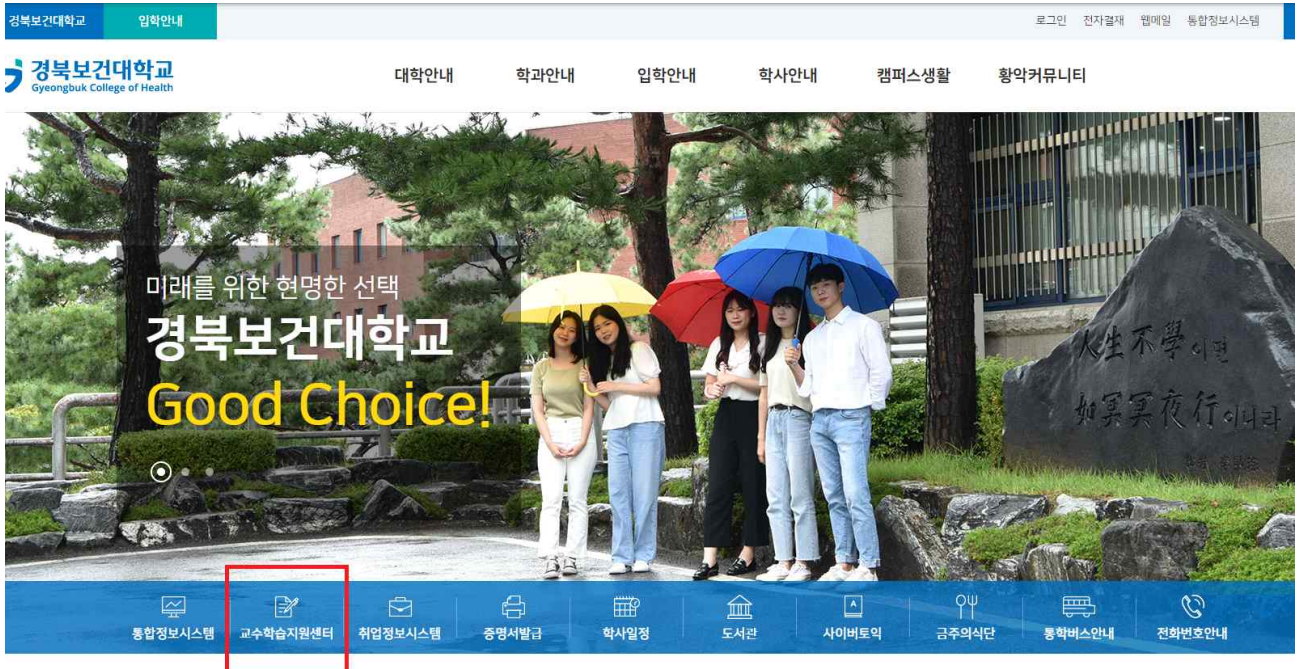 경북보건대학교 입학안내 로그인 전자결재 웹메일 통합정보시스템
경북보건대학교
Gyeongbuk College of Health
대학안내 학과안내 입학안내 학사안내 캠퍼스생활 황악커뮤니티
미래를 위한 현명한 선택
경북보건대학교
Good Choice!
人生不學이면
如冥冥夜行이니라
통합정보시스템 교수학습지원센터 취업정보시스템 증명서발급 학사일정 도서관 사이버토익 금주의식단 통학버스안내 전화번호안내